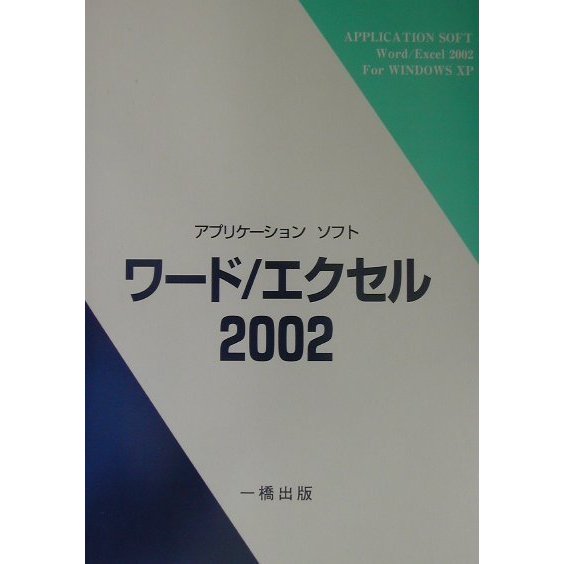 APPLICATION SOFT
Word/Excel 2002
For WINDOWS XP
アプリケーション ソフト
ワード/エクセル
2002
一橋出版